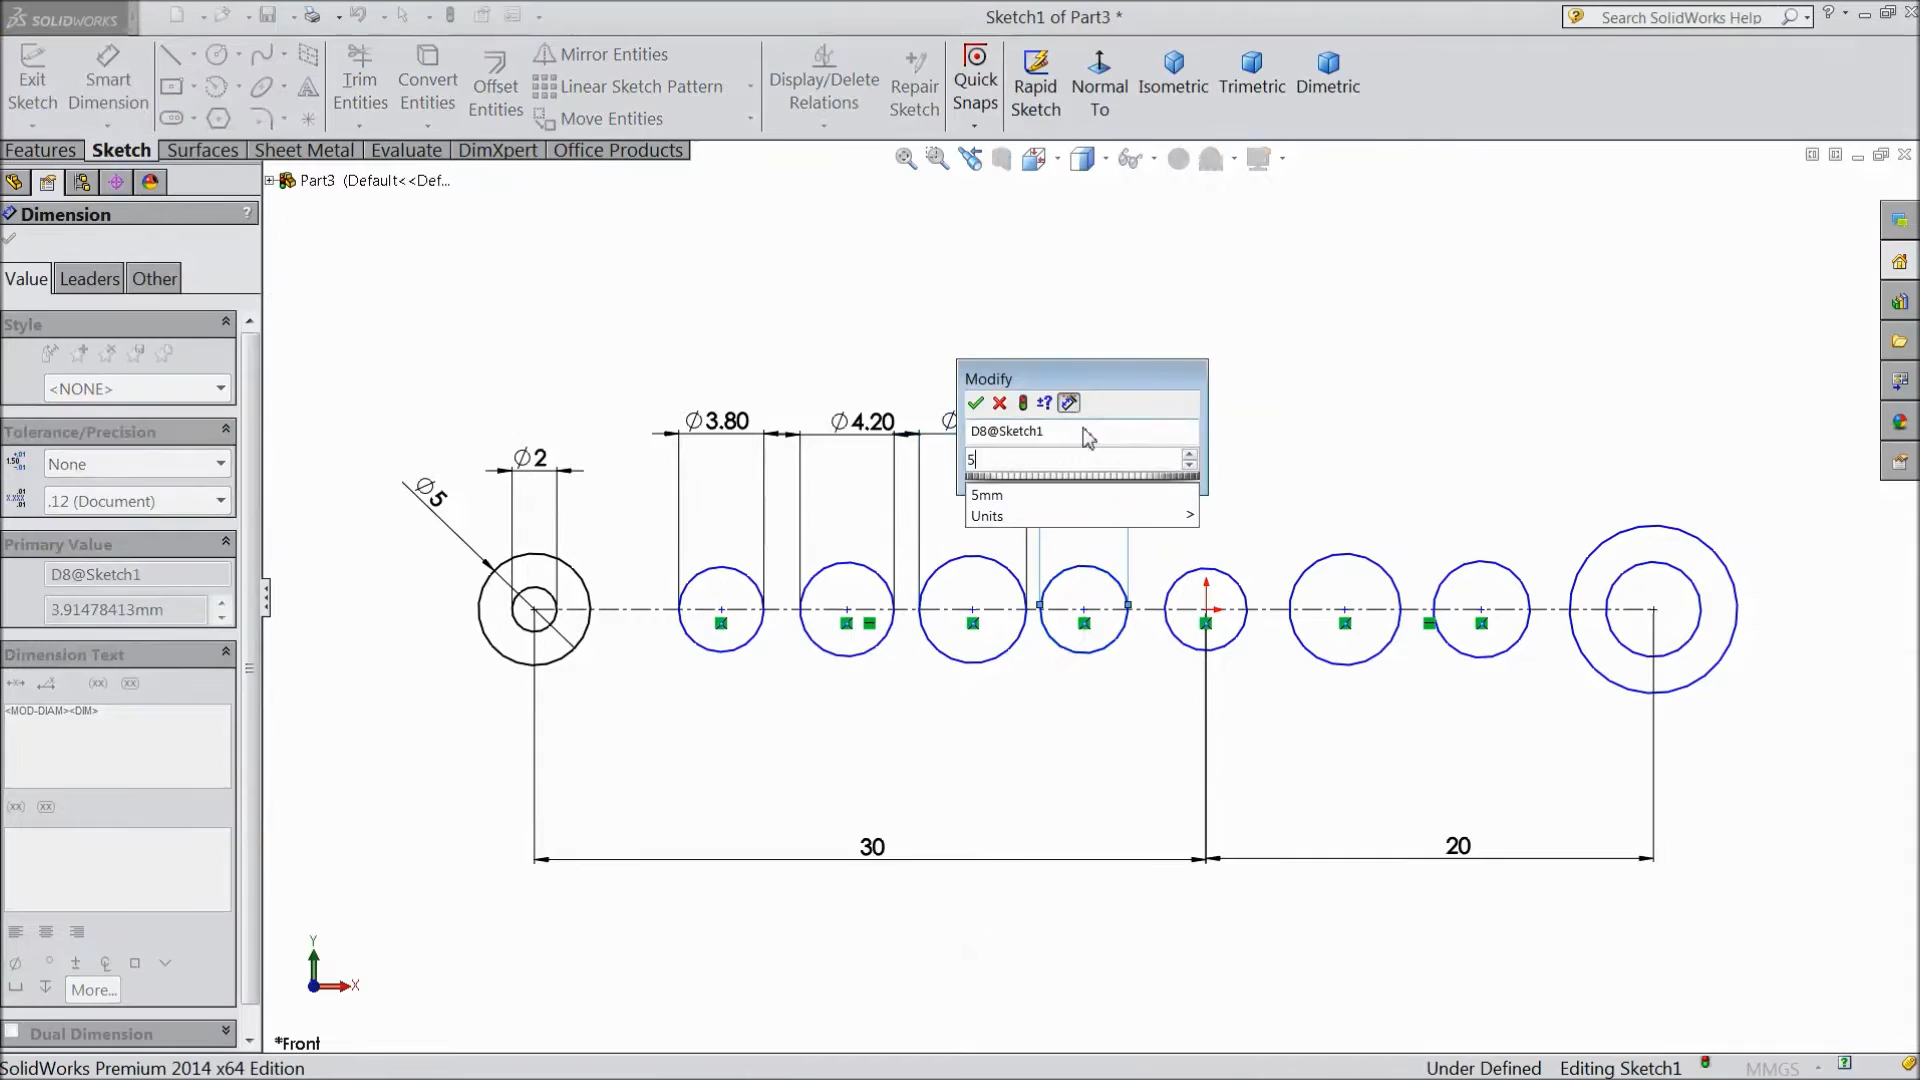 SOLIDWORKS
Sketch1 of Part3 *
Search SolidWorks Help
Exit Sketch
Smart Dimension
Trim Entities
Convert Entities
Offset Entities
Mirror Entities
Linear Sketch Pattern
Move Entities
Display/Delete Relations
Repair Sketch
Quick Snaps
Rapid Sketch
Normal To
Isometric
Trimetric
Dimetric
Features
Sketch
Surfaces
Sheet Metal
Evaluate
DimXpert
Office Products
Part3 (Default<<Def...
Dimension
?
Value
Leaders
Other
Style
<NONE>
Tolerance/Precision
None
.12 (Document)
Primary Value
D8@Sketch1
3.91478413mm
Dimension Text
<MOD-DIAM><DIM>
More...
Dual Dimension
Modify
D8@Sketch1
5
5mm
Units >
∅5
∅2
∅3.80
∅4.20
∅
30
20
Y
X
*Front
SolidWorks Premium 2014 x64 Edition
Under Defined
Editing Sketch1
MMGS